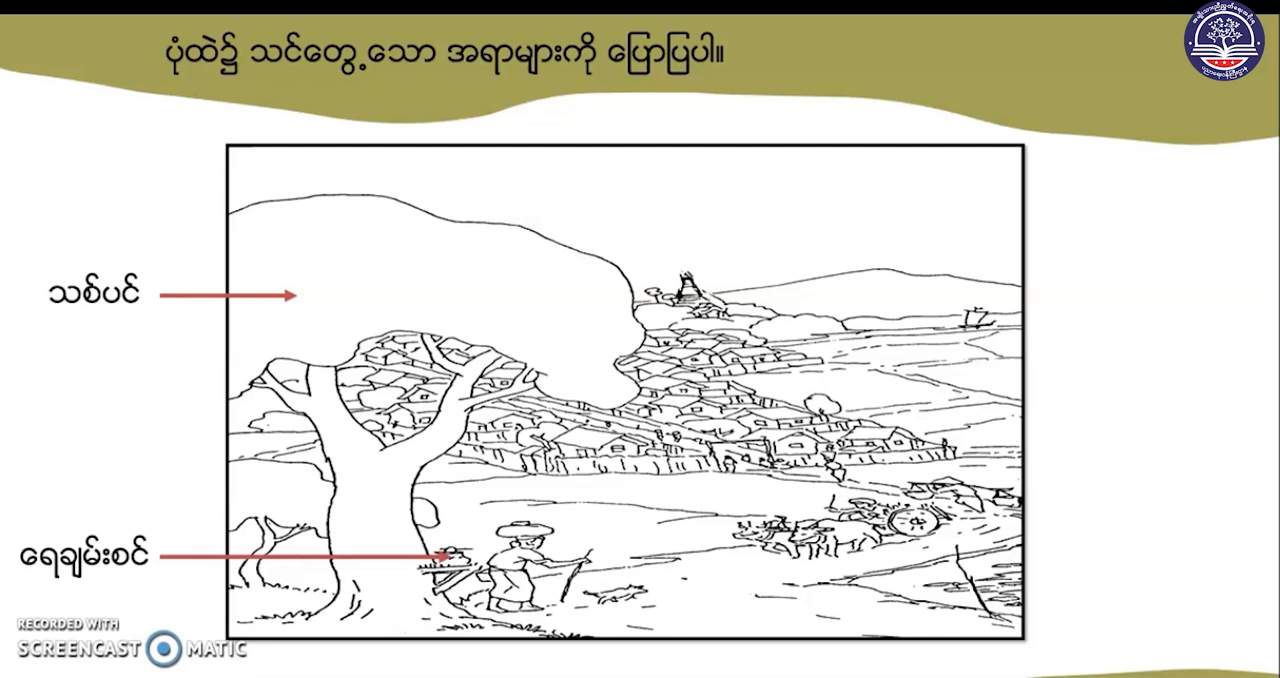 ပုံထဲ၌ သင်တွေ့သော အရာများကို ပြောပြပါ။
သစ်ပင်
ရေချမ်းစင်
RECORDED WITH
SCREENCAST MATIC